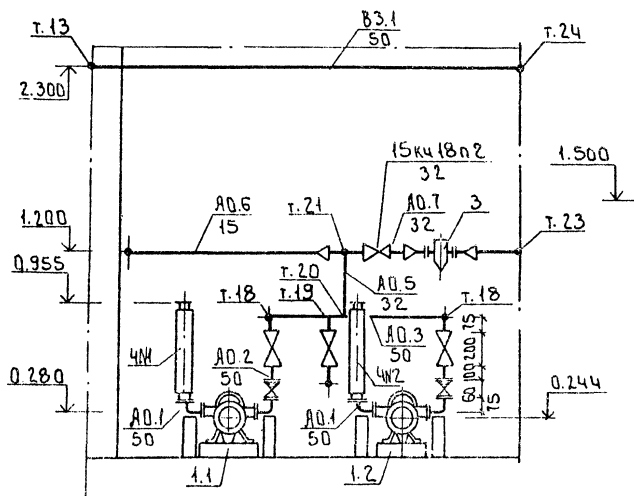 т.13
В3.1
50
т.24
2.300
15кч18п2
32
1.500
А0.6
15
т.21
А0.7
32
3
1.200
т.23
0.955
т.20
т.19
А0.5
32
т.18
т.18
4N1
А0.2
50
А0.3
50
4N2
75
200
100
60
75
0.280
0.244
А0.1
50
А0.1
50
1.1
1.2